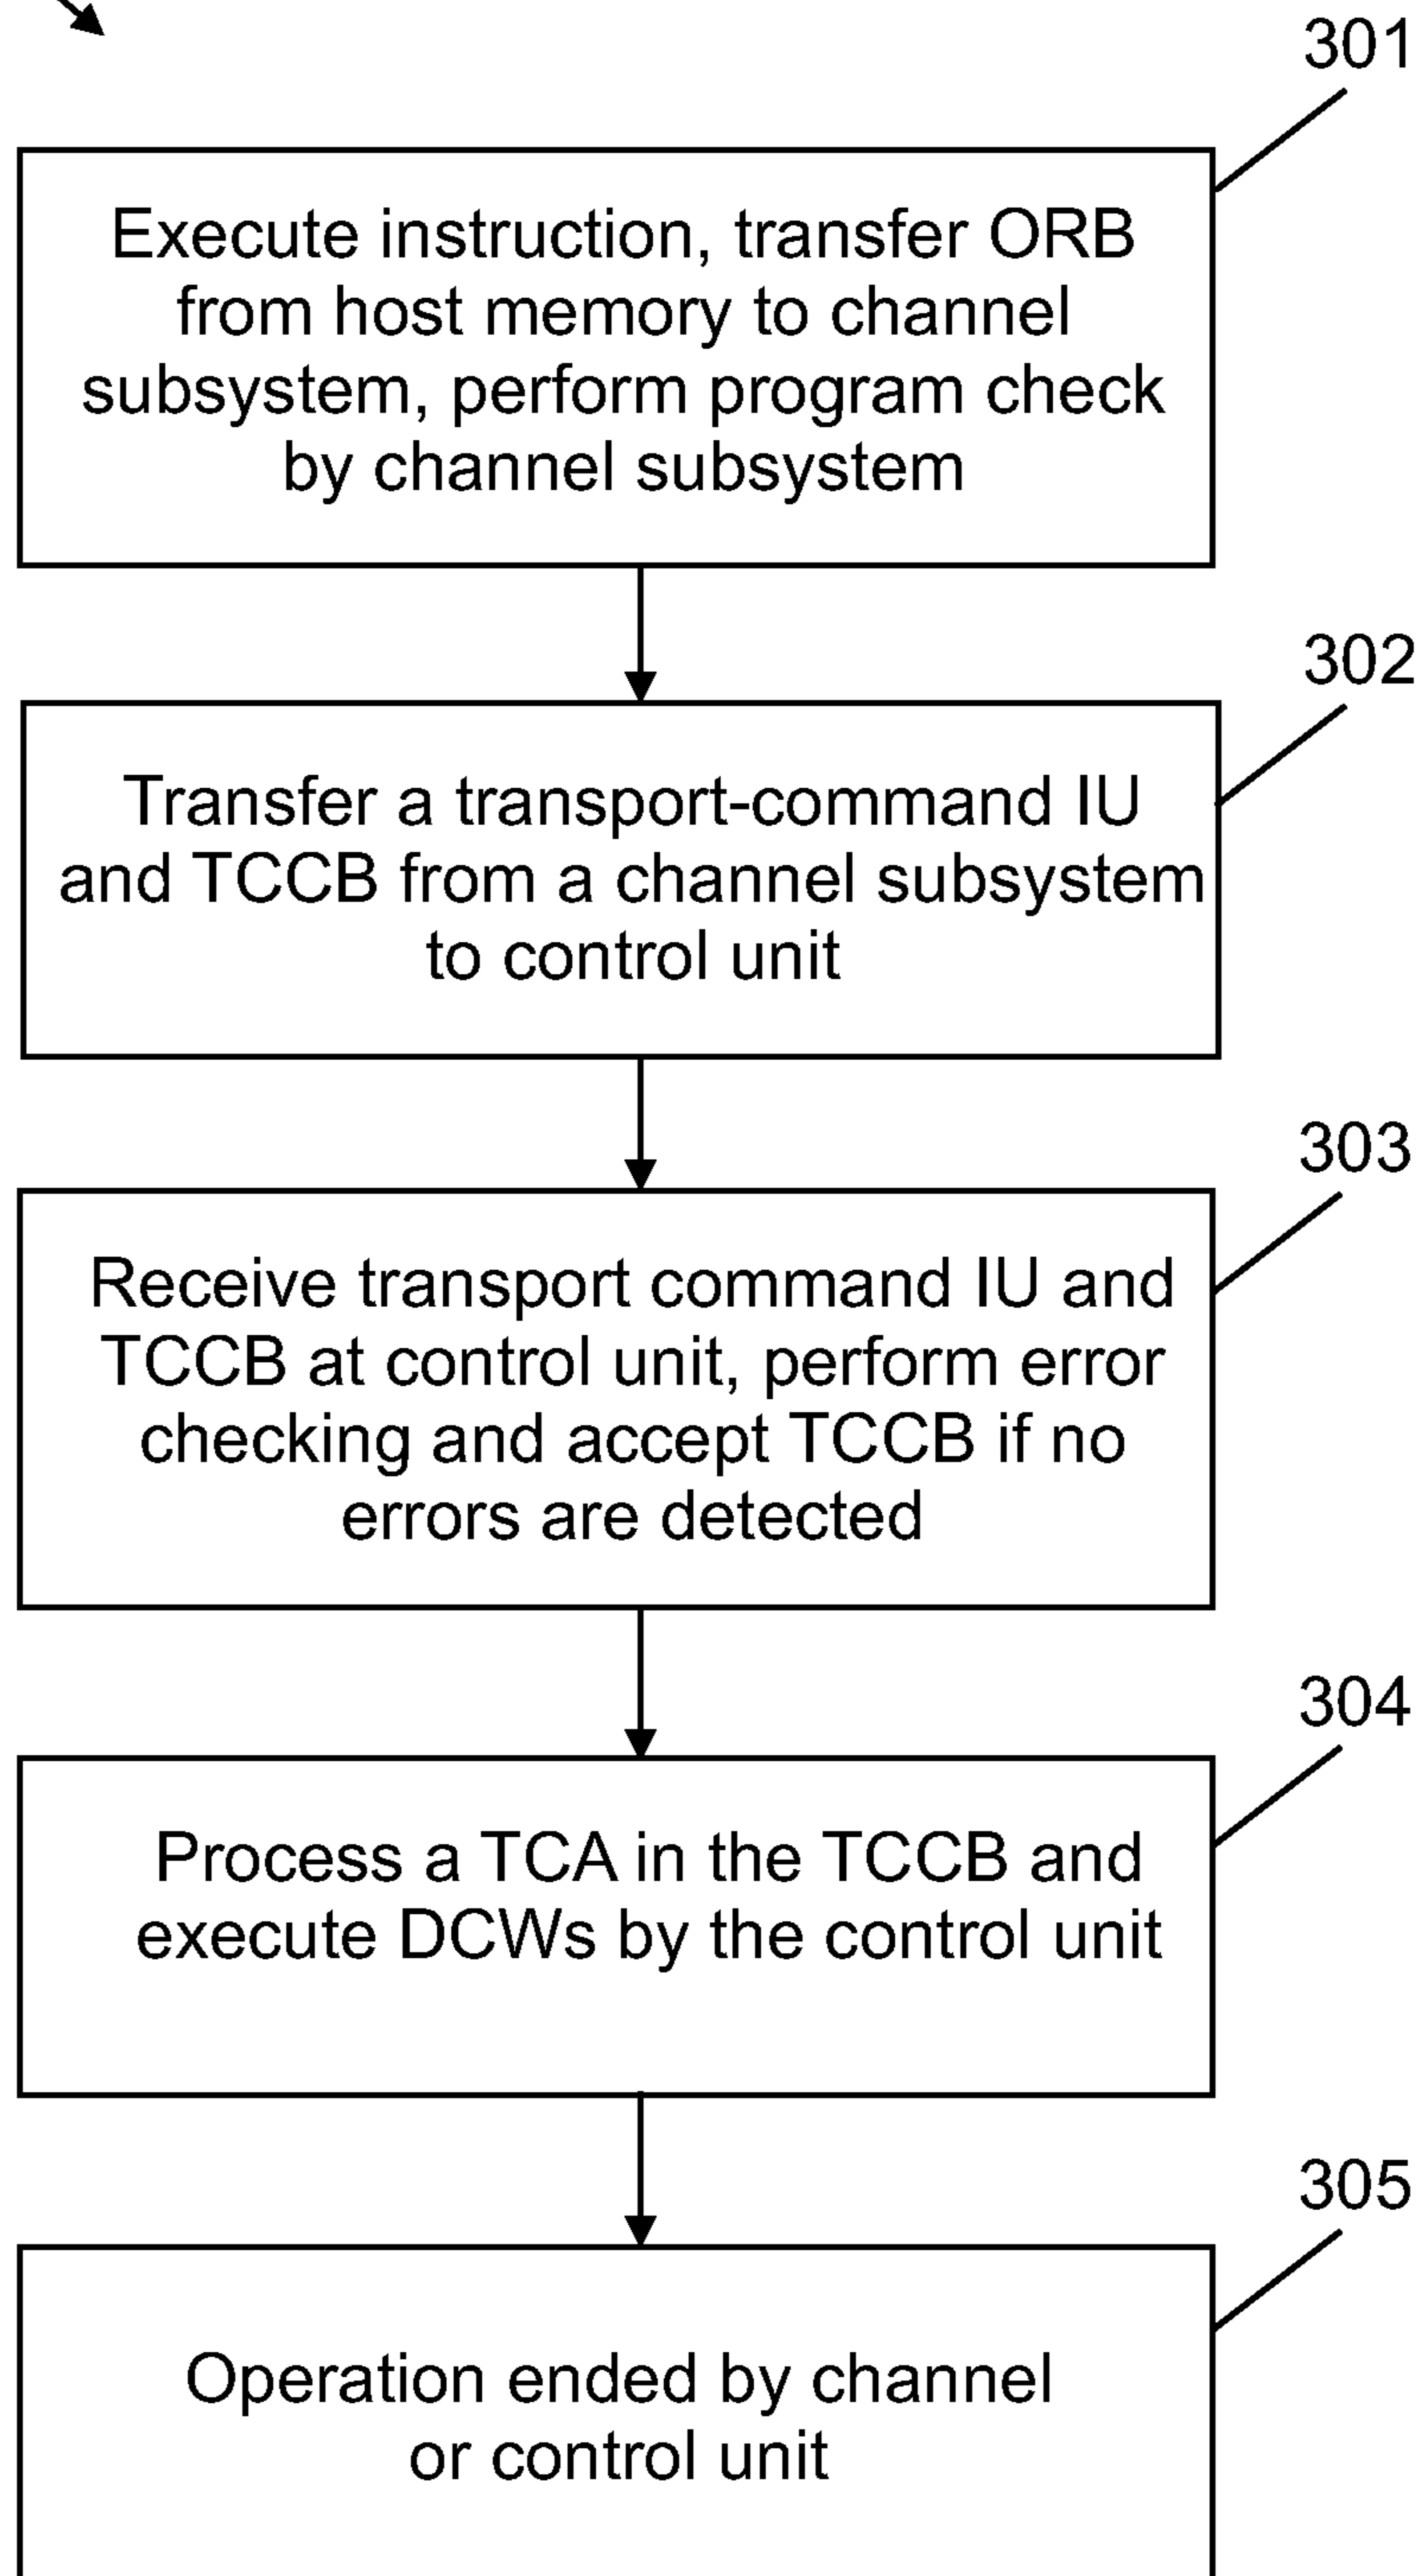 301
Execute instruction, transfer ORB
from host memory to channel
subsystem, perform program check
by channel subsystem
302
Transfer a transport-command IU
and TCCB from a channel subsystem
to control unit
303
Receive transport command IU and
TCCB at control unit, perform error
checking and accept TCCB if no
errors are detected
304
Process a TCA in the TCCB and
execute DCWs by the control unit
305
Operation ended by channel
or control unit